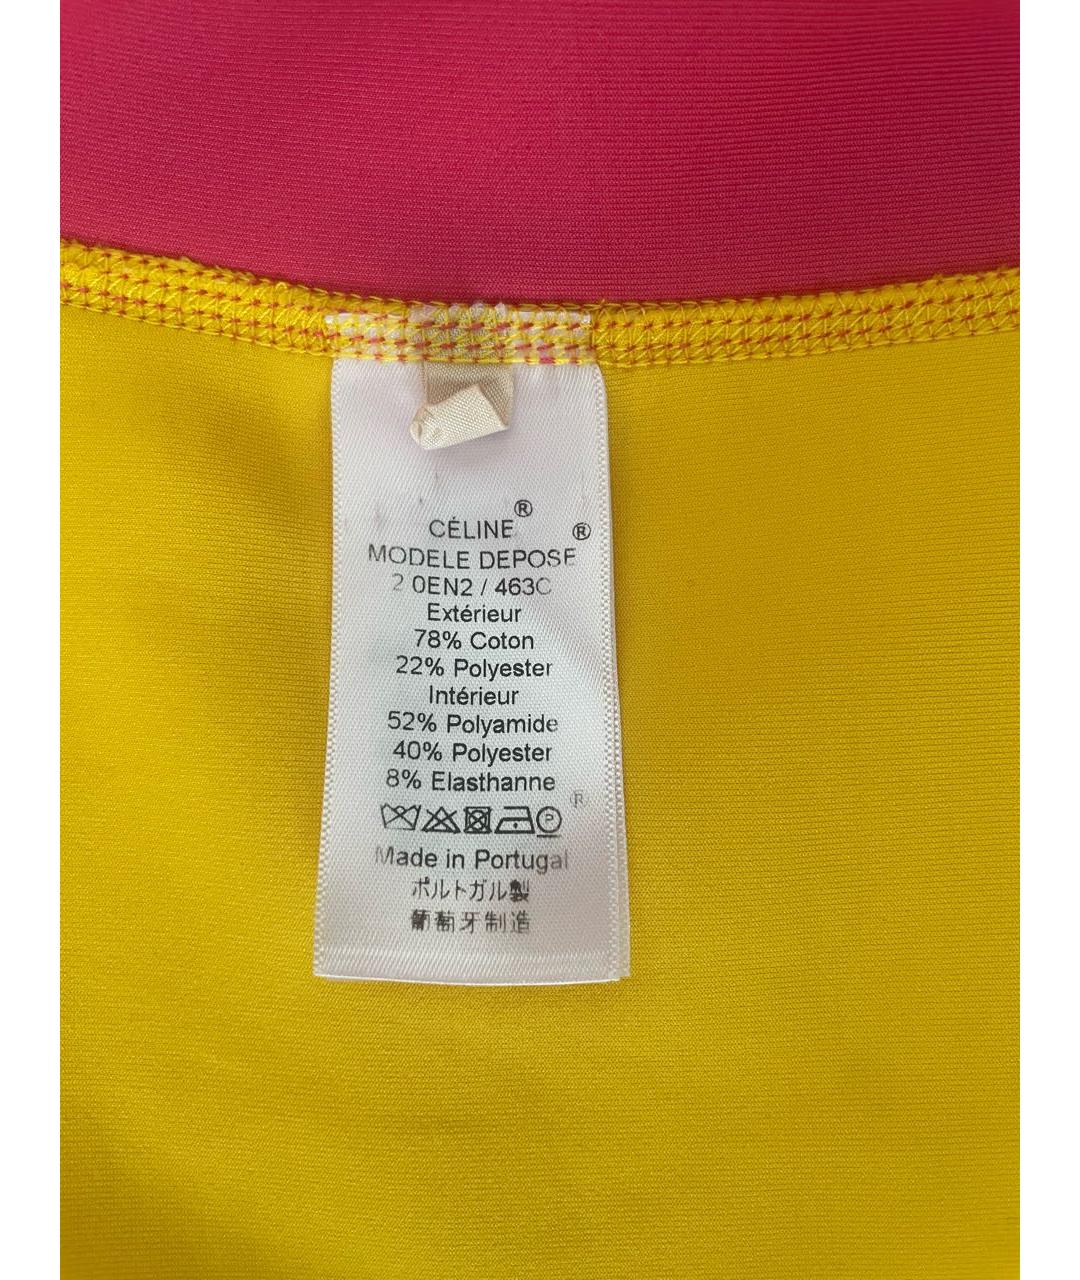 CÉLINE®
MODELE DEPOSE®
2 0EN2 / 463C
Extérieur
78% Coton
22% Polyester
Intérieur
52% Polyamide
40% Polyester
8% Elasthanne
®
Made in Portugal
ポルトガル製
葡萄牙制造